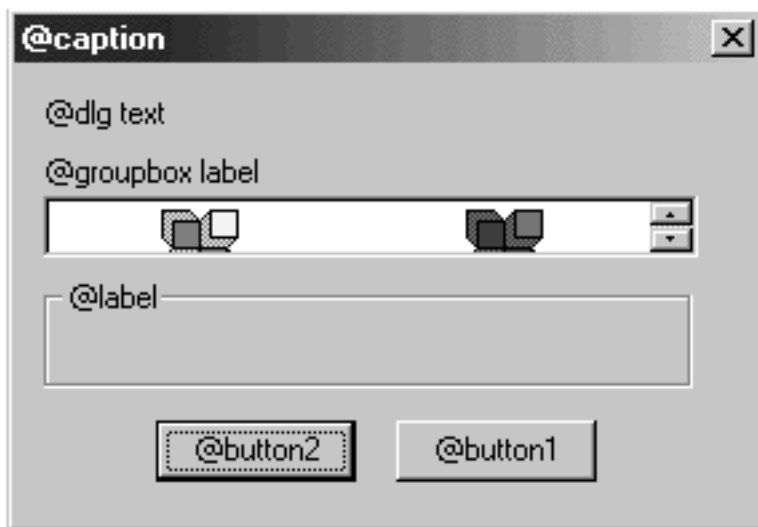 @caption
@dlg text
@groupbox label
@label
@button2 @button1